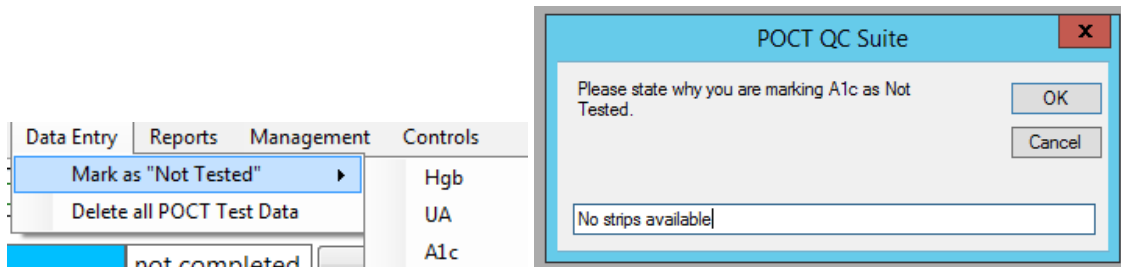 Data Entry Reports Management Controls
Mark as "Not Tested"
Delete all POCT Test Data
Hgb
UA
A1c
not completed
POCT QC Suite
x
Please state why you are marking A1c as Not
Tested.
OK
Cancel
No strips available